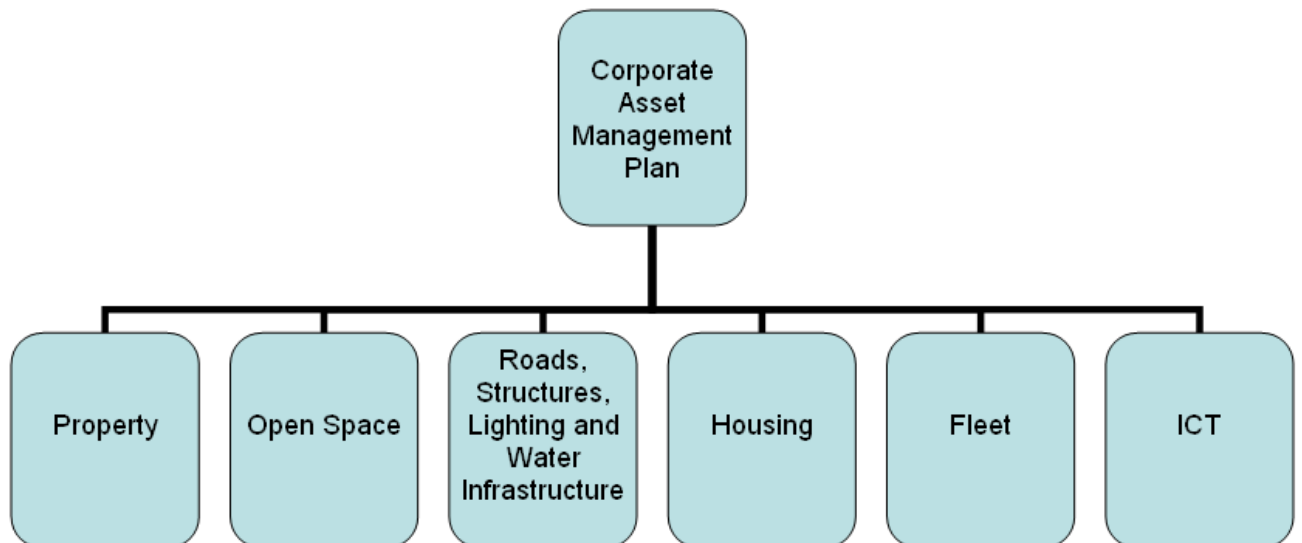 Corporate
Asset
Management
Plan
Property
Open Space
Roads,
Structures,
Lighting and
Water
Infrastructure
Housing
Fleet
ICT